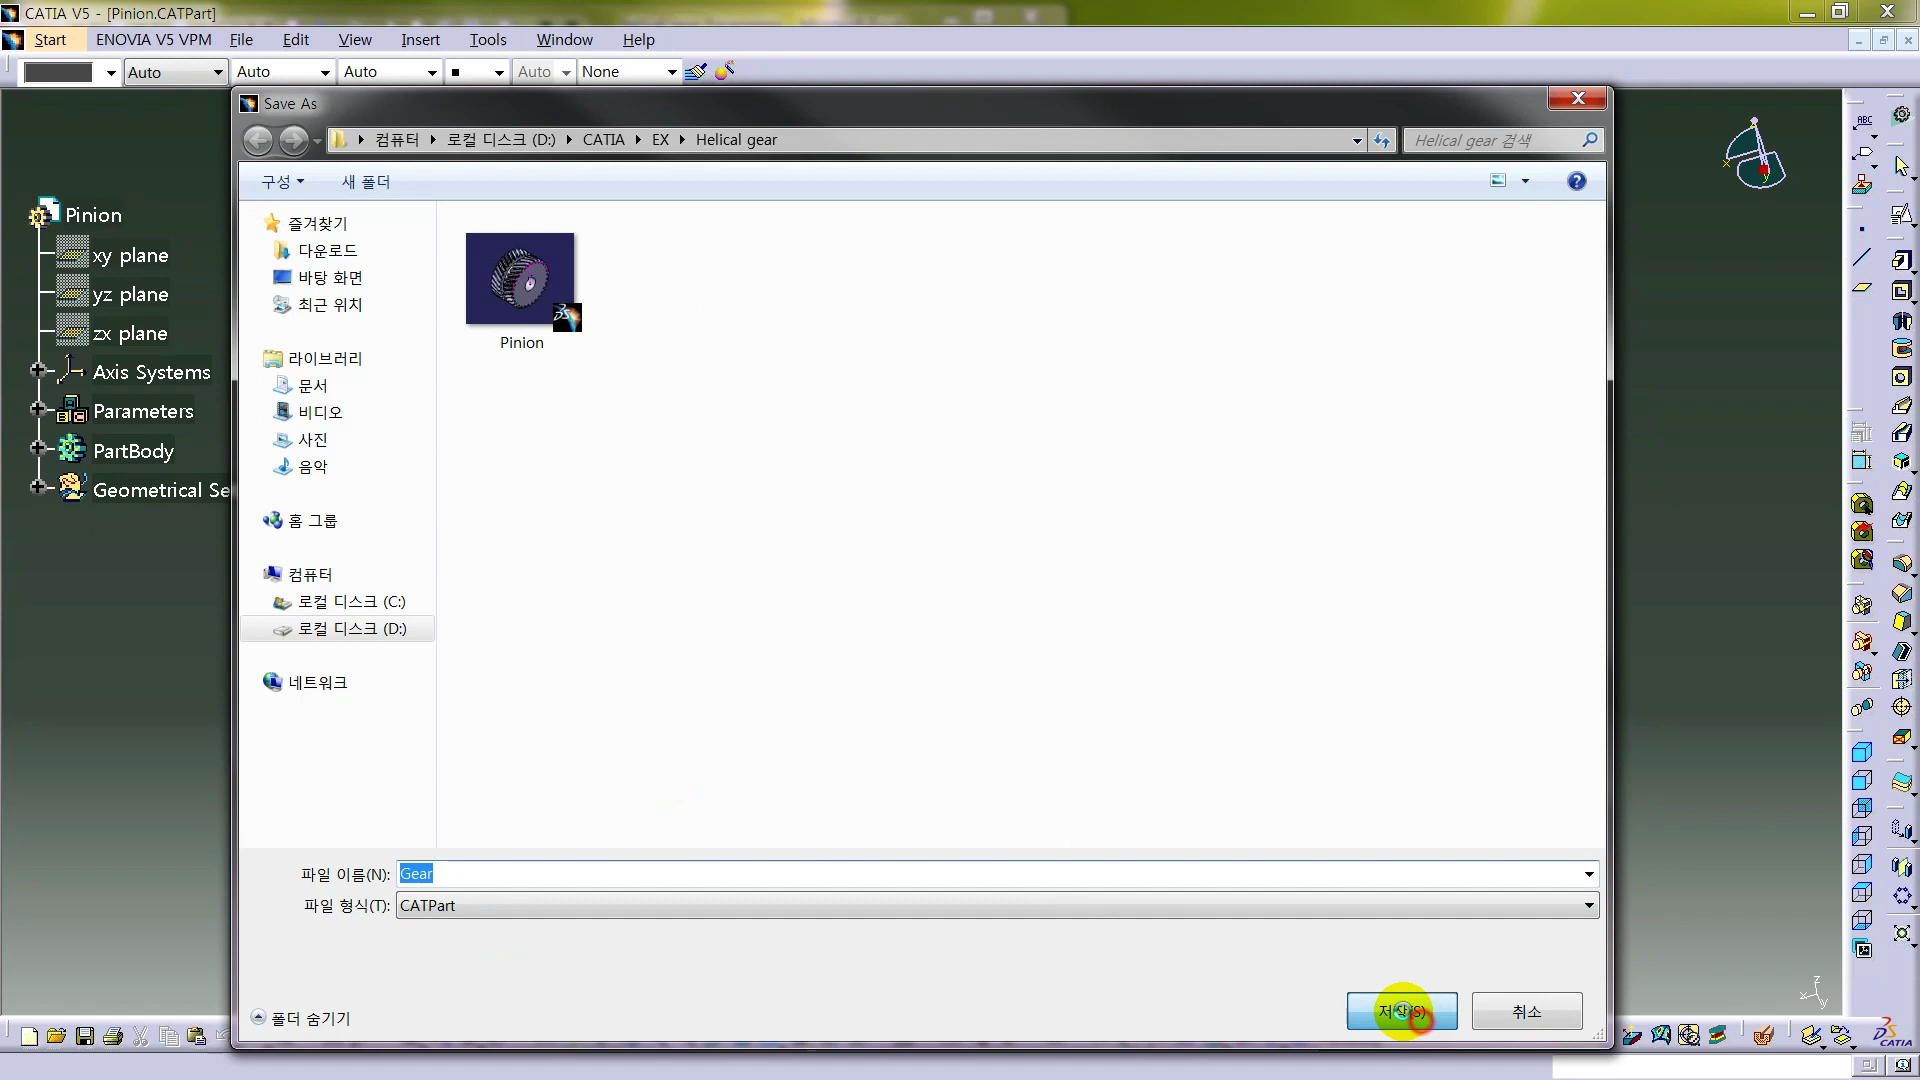 CATIA V5 - [Pinion.CATPart]
Start ENOVIA V5 VPM File Edit View Insert Tools Window Help
Auto Auto Auto Auto None
Save As
컴퓨터 로컬 디스크 (D:) CATIA EX Helical gear
Helical gear 검색
구성 새 폴더
Pinion
xy plane
yz plane
zx plane
Axis Systems
Parameters
PartBody
Geometrical Se
즐겨찾기
다운로드
바탕 화면
최근 위치
라이브러리
문서
비디오
사진
음악
홈 그룹
컴퓨터
로컬 디스크 (C:)
로컬 디스크 (D:)
네트워크
Pinion
파일 이름(N): Gear
파일 형식(T): CATPart
폴더 숨기기
저장(S) 취소
ABC
CATIA